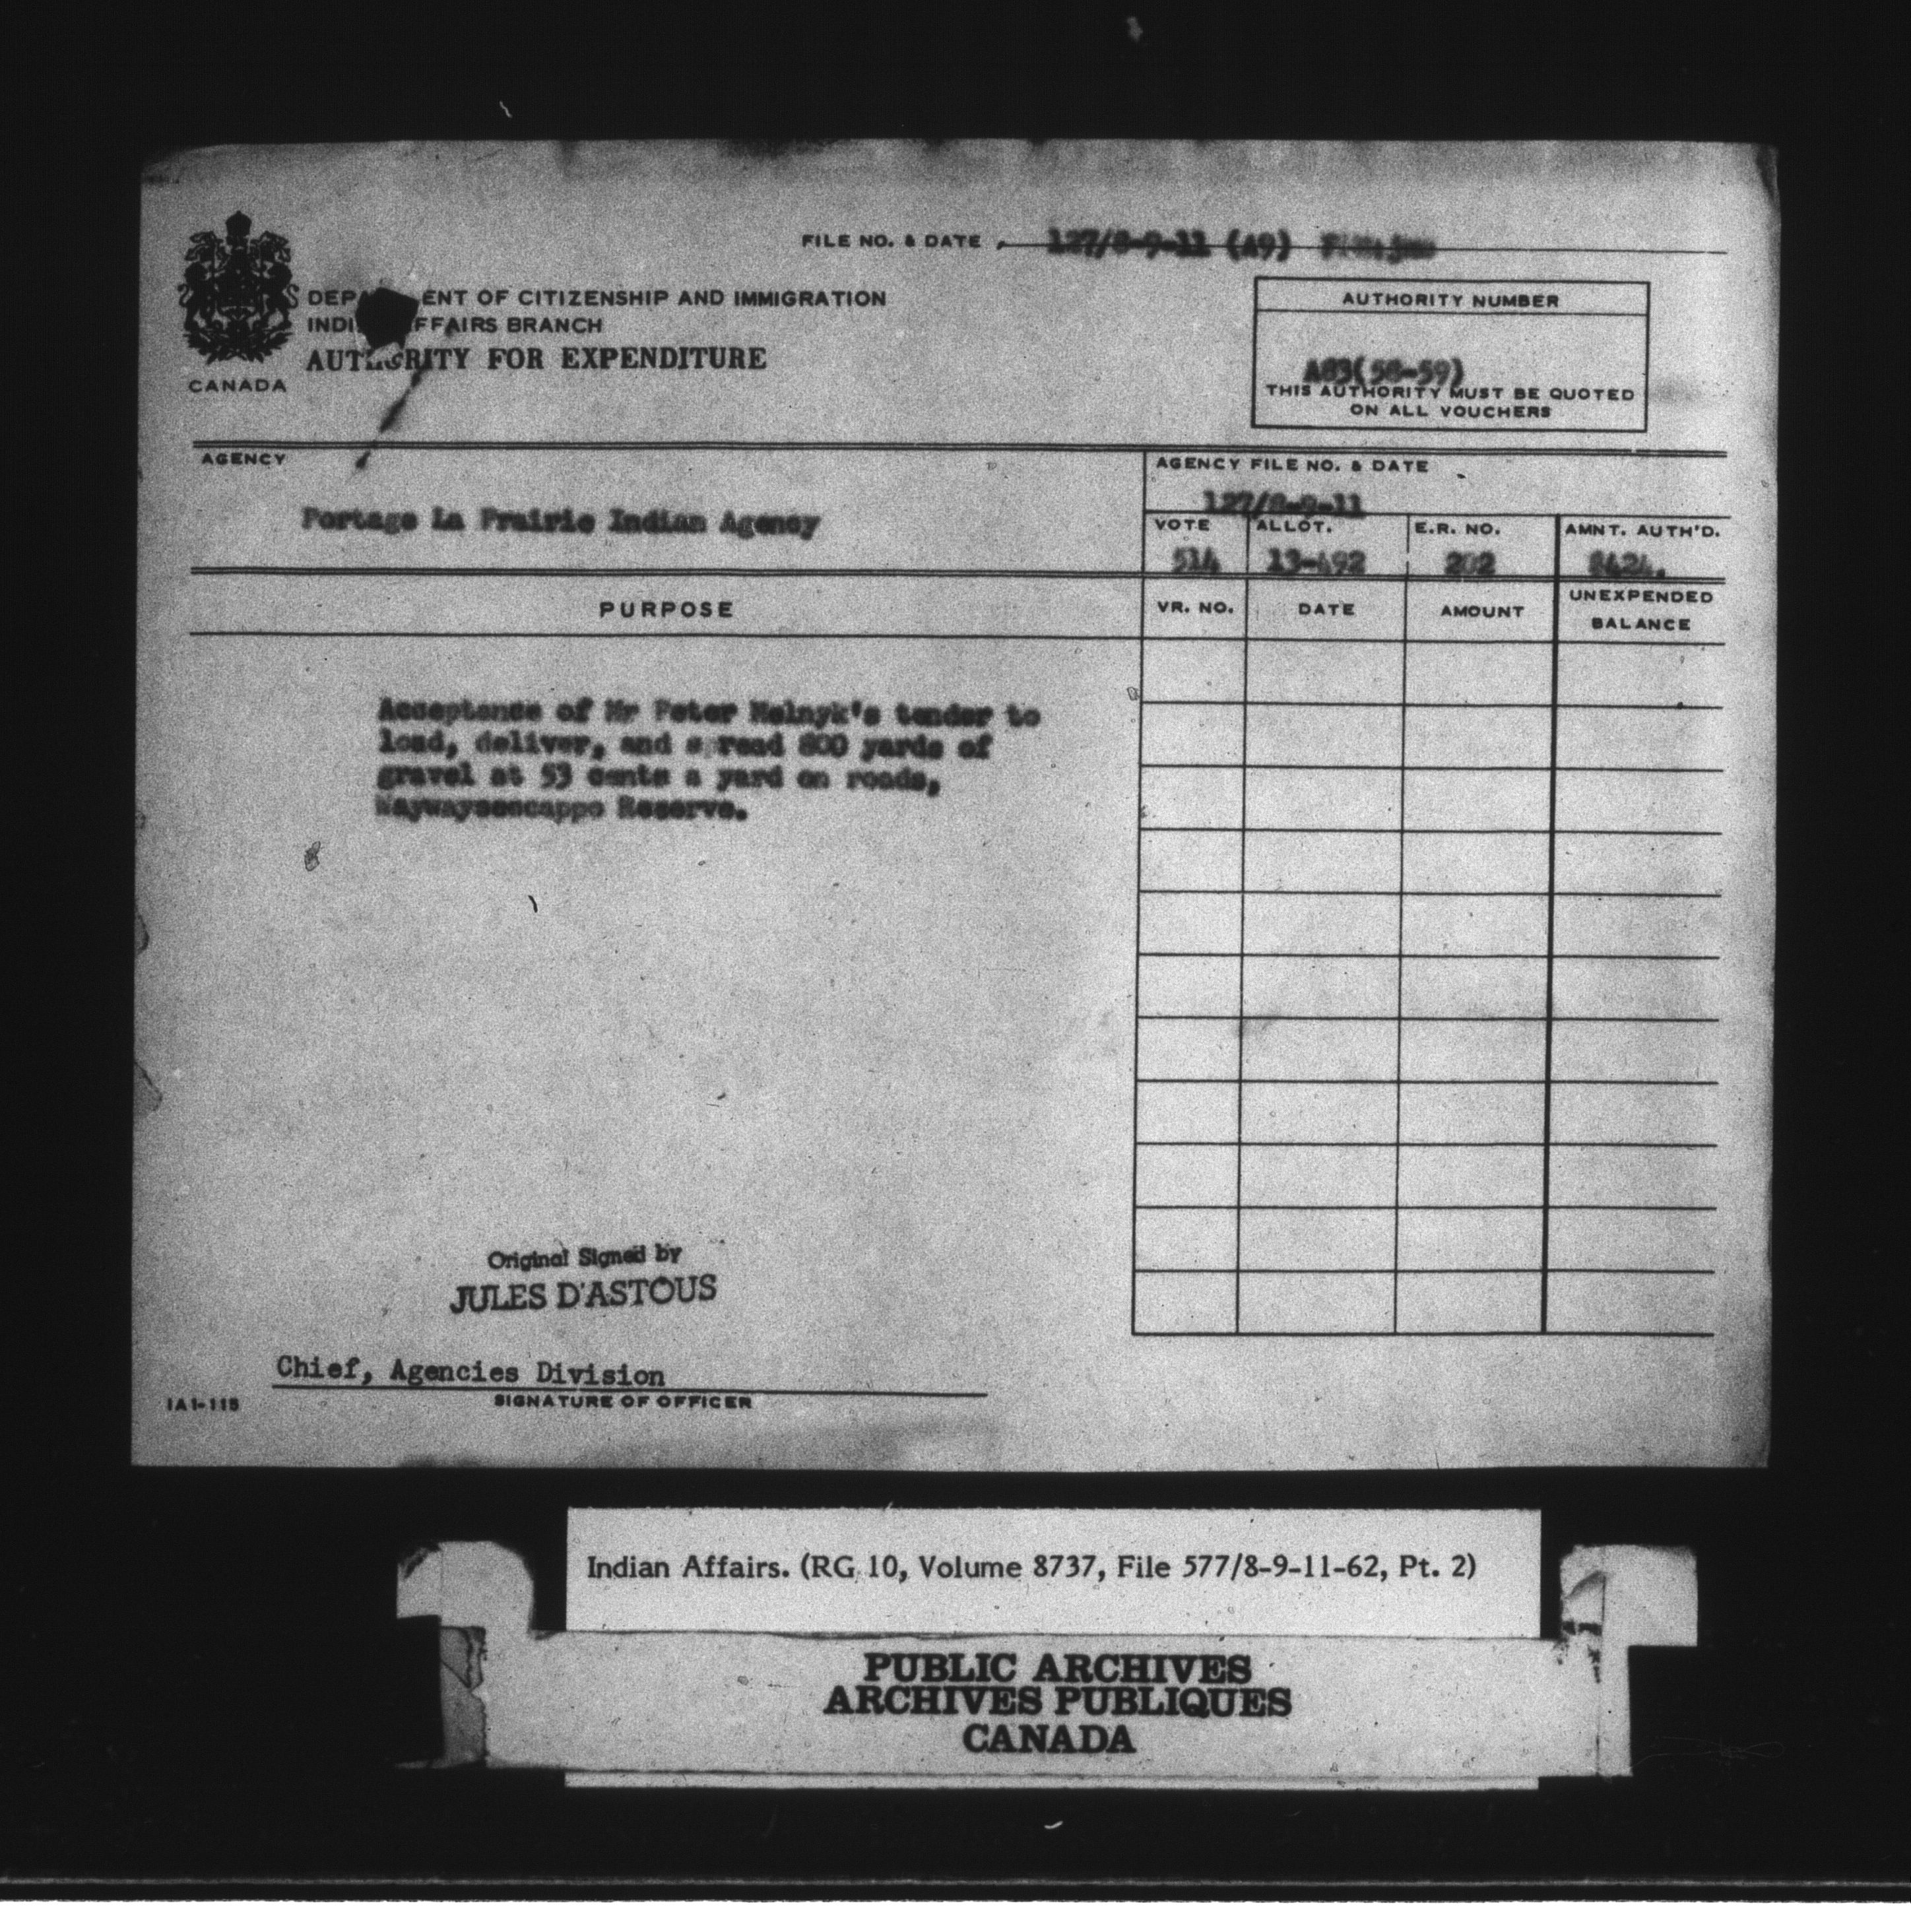 FILE NO. & DATE 127/8-9-11 (A9)
DEPA ENT OF CITIZENSHIP AND IMMIGRATION
INDI FFAIRS BRANCH
AUTHORITY FOR EXPENDITURE
CANADA
AUTHORITY NUMBER
A83(58-59)
THIS AUTHORITY MUST BE QUOTED
ON ALL VOUCHERS
AGENCY
Portage La Prairie Indian Agency
AGENCY FILE NO. & DATE
127/8-9-11
VOTE ALLOT. E.R. NO. AMNT. AUTH'D.
514 13-492 202 $424.
PURPOSE
VR. NO. DATE AMOUNT UNEXPENDED
BALANCE
Acceptance of Mr Peter Melnyk's tender to
load, deliver, and spread 800 yards of
gravel at 53 cents a yard on roads,
Waywayseecappo Reserve.
Original Signed by
JULES D'ASTOUS
Chief, Agencies Division
SIGNATURE OF OFFICER
IA1-115
Indian Affairs. (RG 10, Volume 8737, File 577/8-9-11-62, Pt. 2)
PUBLIC ARCHIVES
ARCHIVES PUBLIQUES
CANADA